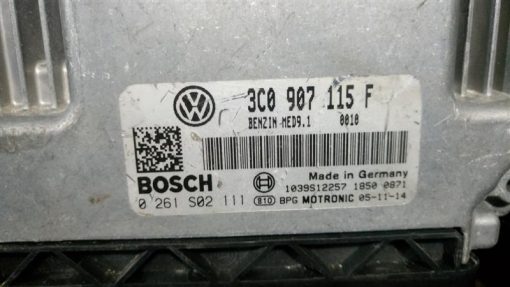 3C0 907 115 F
BENZIN MED9.1 0010
Made in Germany
BOSCH 1039S12257 1850 0871
0 261 S02 111 810 BPG MOTRONIC 05-11-14